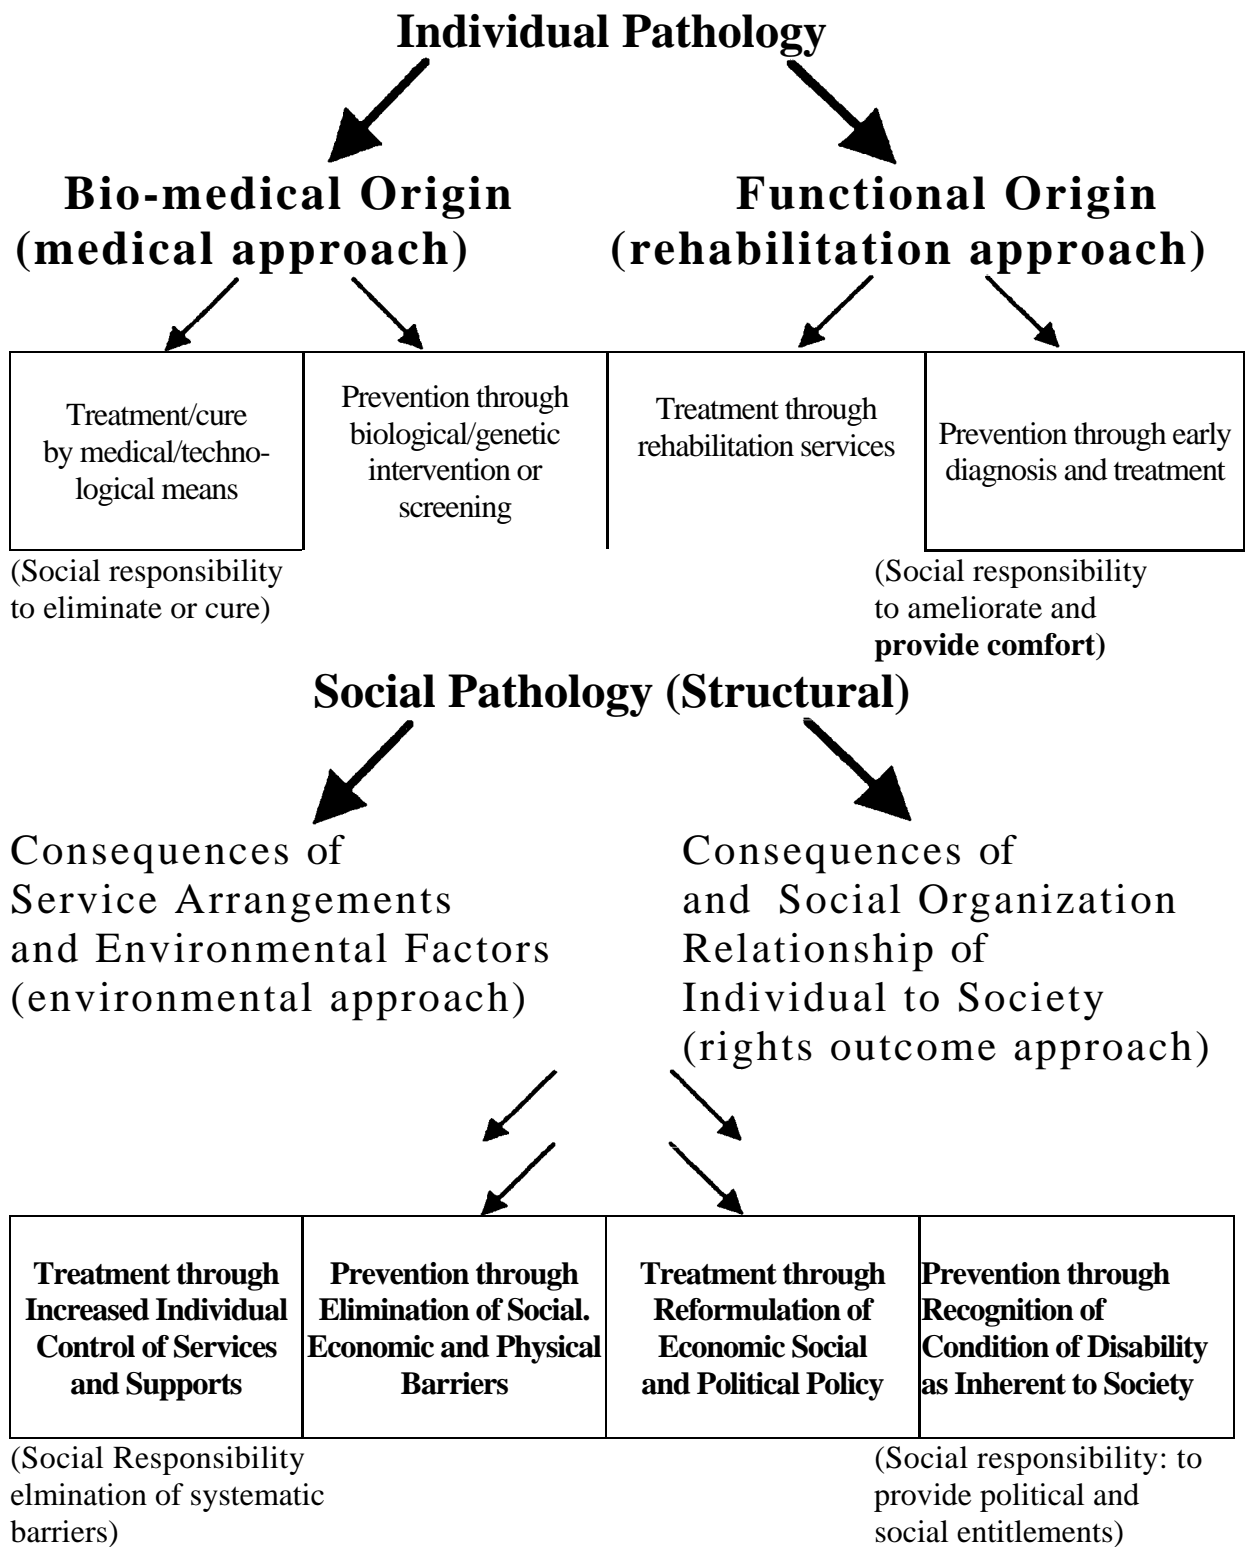 Individual Pathology
Bio-medical Origin
(medical approach)
Functional Origin
(rehabilitation approach)
Treatment/cure
by medical/techno-
logical means
Prevention through
biological/genetic
intervention or
screening
Treatment through
rehabilitation services
Prevention through early
diagnosis and treatment
(Social responsibility
to eliminate or cure)
(Social responsibility
to ameliorate and
provide comfort)
Social Pathology (Structural)
Consequences of
Service Arrangements
and Environmental Factors
(environmental approach)
Consequences of
and Social Organization
Relationship of
Individual to Society
(rights outcome approach)
Treatment through
Increased Individual
Control of Services
and Supports
Prevention through
Elimination of Social.
Economic and Physical
Barriers
Treatment through
Reformulation of
Economic Social
and Political Policy
Prevention through
Recognition of
Condition of Disability
as Inherent to Society
(Social Responsibility
elmination of systematic
barriers)
(Social responsibility: to
provide political and
social entitlements)